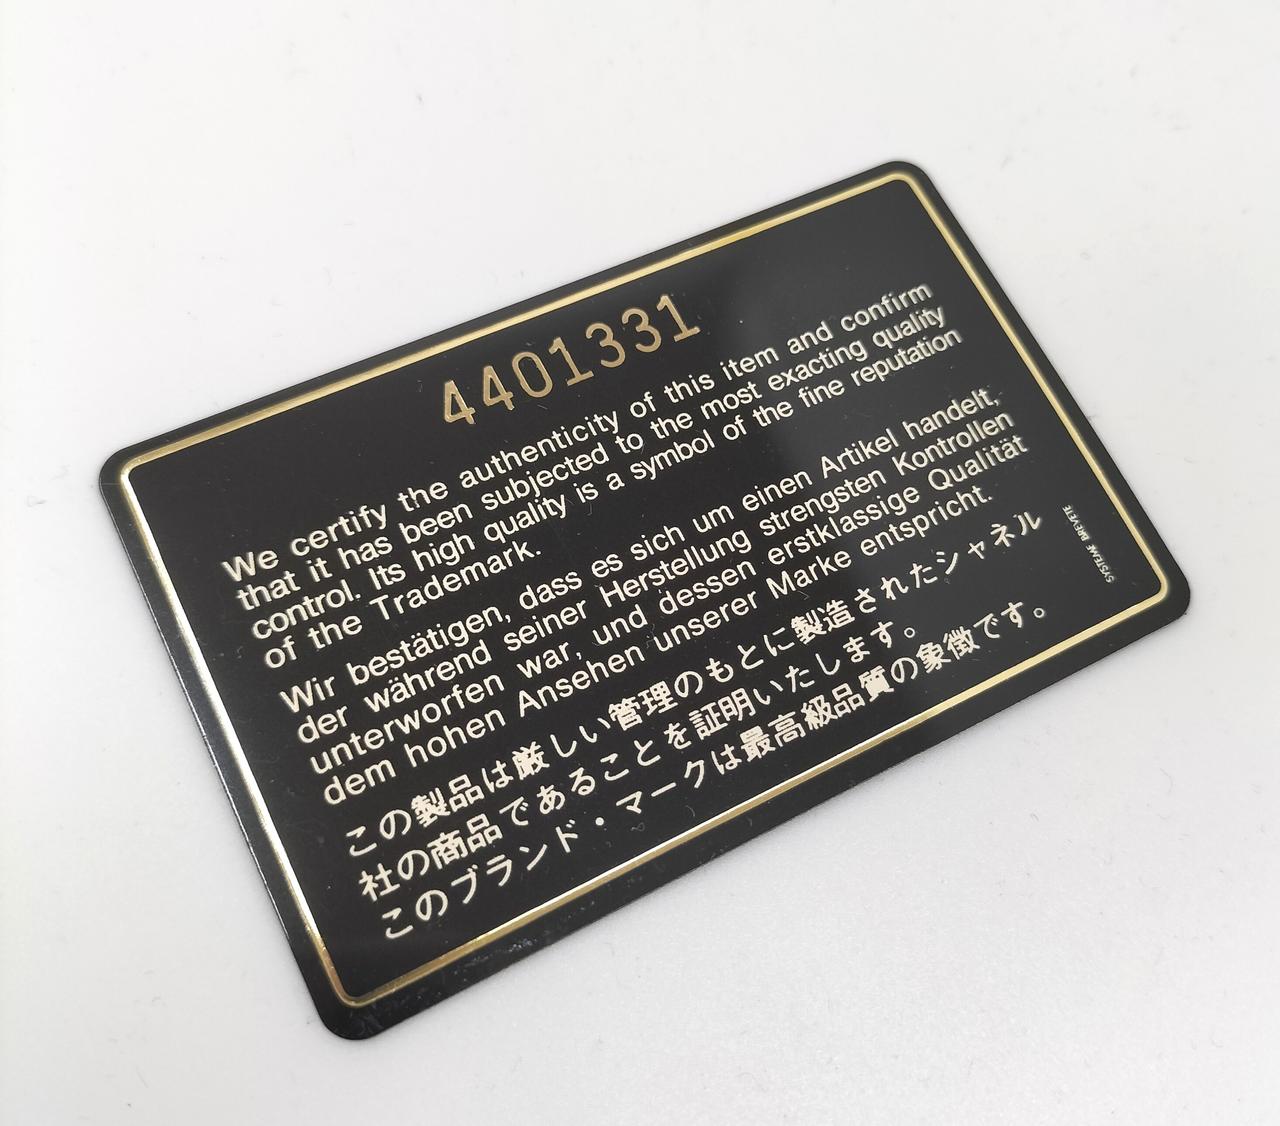 4401331
We certify the authenticity of this item and confirm
that it has been subjected to the most exacting quality
control. Its high quality is a symbol of the fine reputation
of the Trademark.
Wir bestätigen, dass es sich um einen Artikel handelt,
der während seiner Herstellung strengsten Kontrollen
unterworfen war, und dessen erstklassige Qualität
dem hohen Ansehen unserer Marke entspricht.
この製品は厳しい管理のもとに製造されたシャネル
社の商品であることを証明いたします。
このブランド・マークは最高級品質の象徴です。
SYSTEME BREVETE